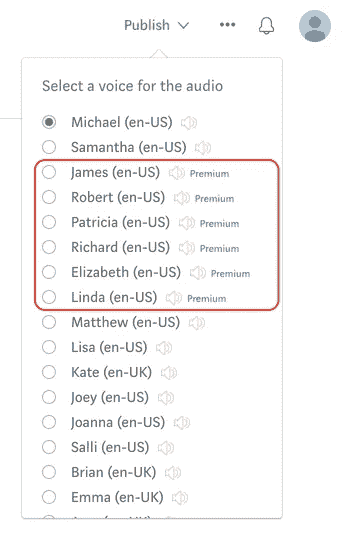 Publish
Select a voice for the audio
Michael (en-US)
Samantha (en-US)
James (en-US) Premium
Robert (en-US) Premium
Patricia (en-US) Premium
Richard (en-US) Premium
Elizabeth (en-US) Premium
Linda (en-US) Premium
Matthew (en-US)
Lisa (en-US)
Kate (en-UK)
Joey (en-US)
Joanna (en-US)
Salli (en-US)
Brian (en-UK)
Emma (en-UK)